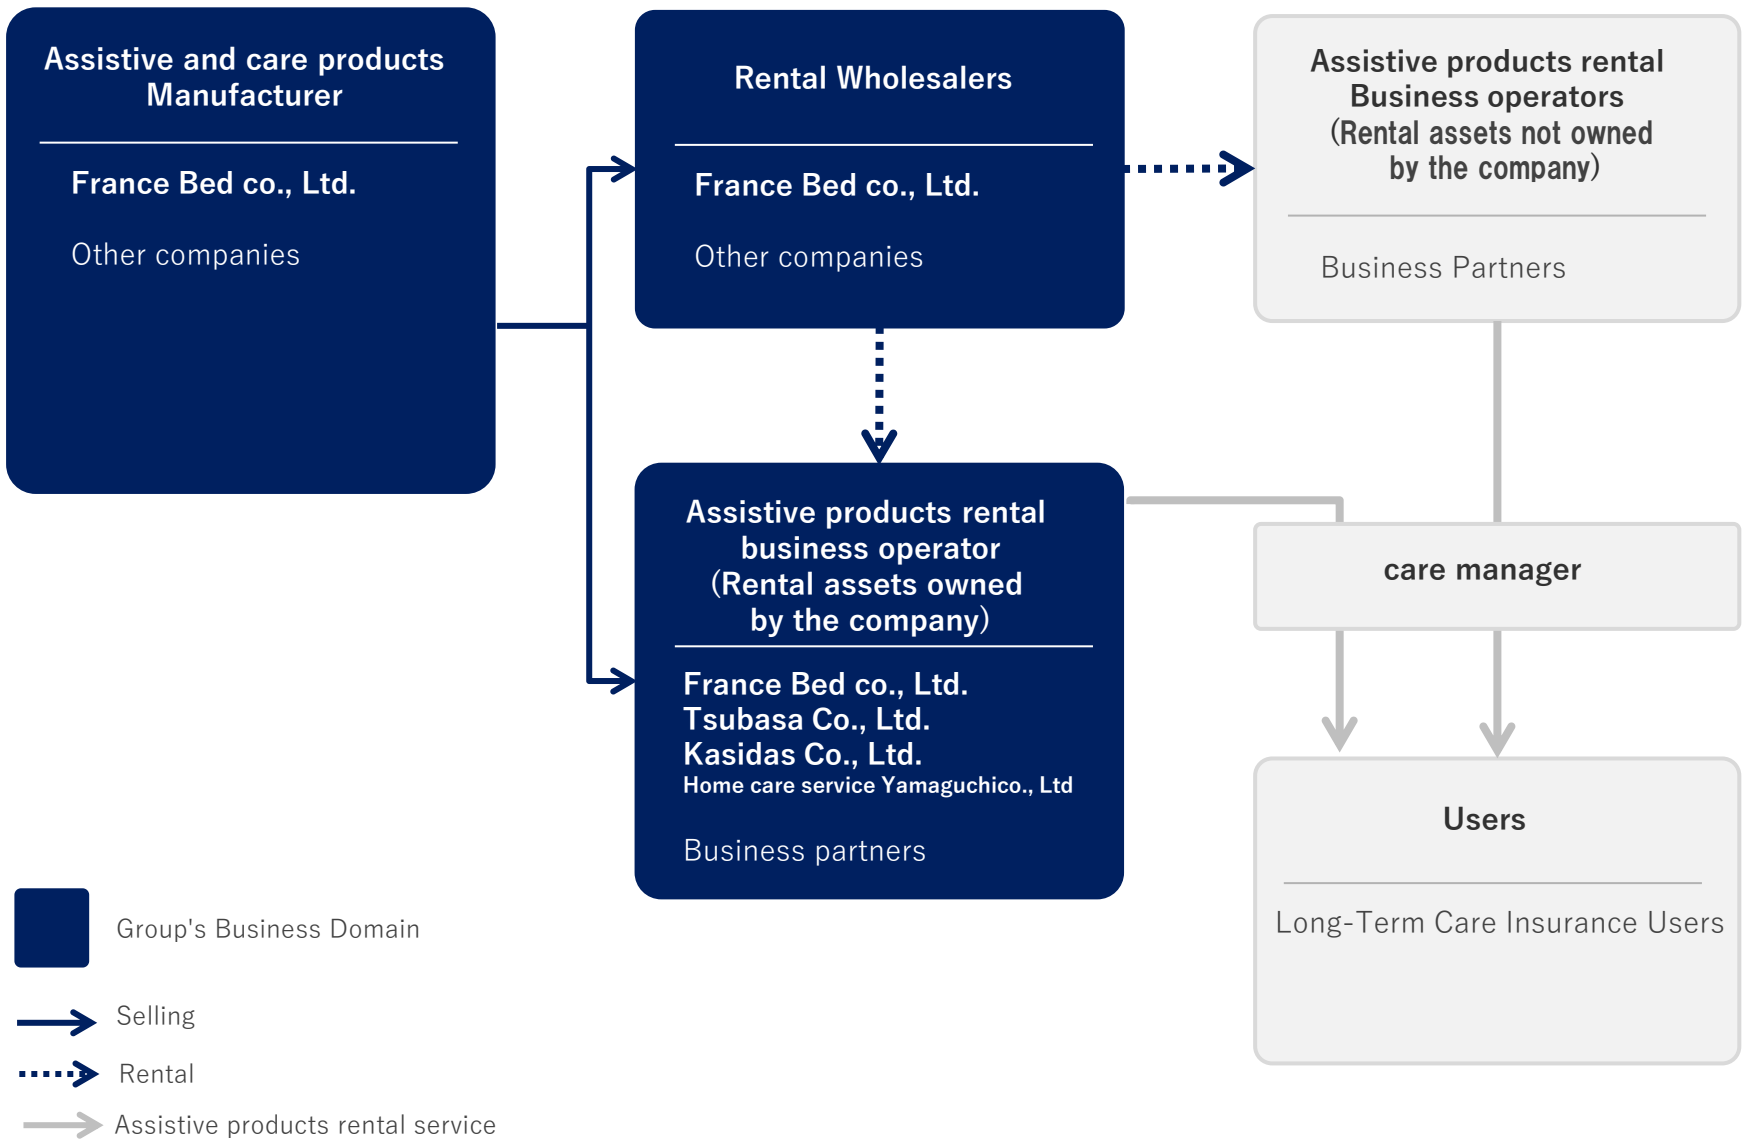 Assistive and care products
Manufacturer
France Bed co., Ltd.
Other companies
Rental Wholesalers
France Bed co., Ltd.
Other companies
Assistive products rental
Business operators
(Rental assets not owned
by the company)
Business Partners
Assistive products rental
business operator
(Rental assets owned
by the company)
France Bed co., Ltd.
Tsubasa Co., Ltd.
Kasidas Co., Ltd.
Home care service Yamaguchico., Ltd
Business partners
care manager
Users
Long-Term Care Insurance Users
Group's Business Domain
Selling
Rental
Assistive products rental service